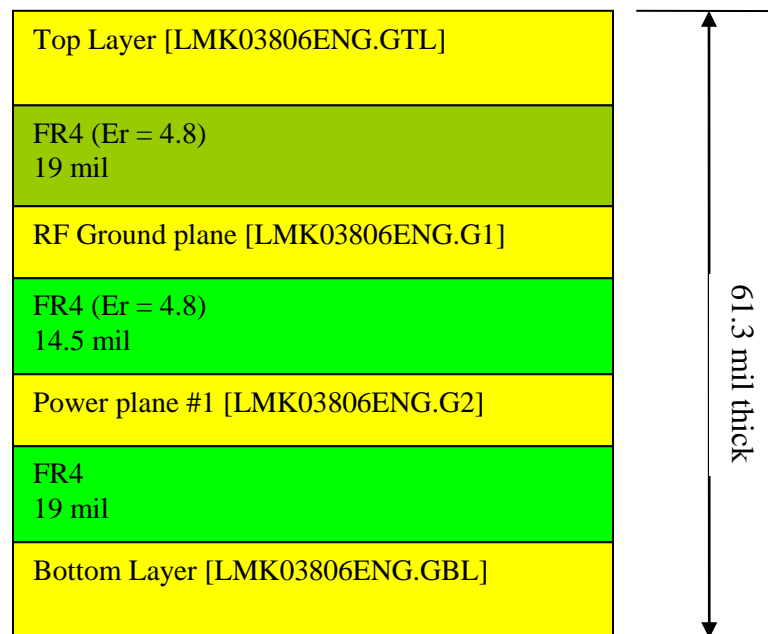 Top Layer [LMK03806ENG.GTL]
FR4 (Er = 4.8)
19 mil
RF Ground plane [LMK03806ENG.G1]
FR4 (Er = 4.8)
14.5 mil
Power plane #1 [LMK03806ENG.G2]
FR4
19 mil
Bottom Layer [LMK03806ENG.GBL]
61.3 mil thick